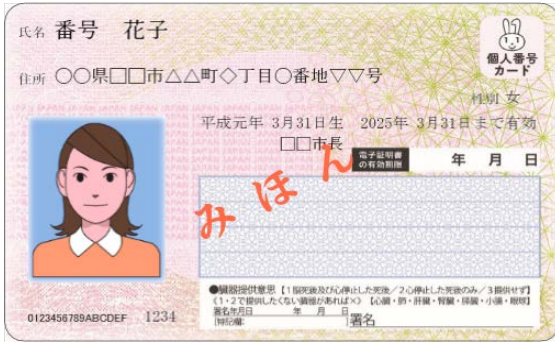 氏名 番号 花子
個人番号
カード
住所 〇〇県□□市△△町◇丁目〇番地▽▽号
性別 女
平成元年 3月31日生 2025年 3月31日まで有効
□□市長
電子証明書
の有効期限
年 月 日
みほん
●臓器提供意思【1脳死後及び心停止した死後/2心停止した死後のみ/3提供せず】
《1・2で提供したくない臓器があれば×》【心臓・肺・肝臓・腎臓・膵臓・小腸・眼球】
署名年月日 年 月 日
[特記欄: ]署名
0123456789ABCDEF 1234